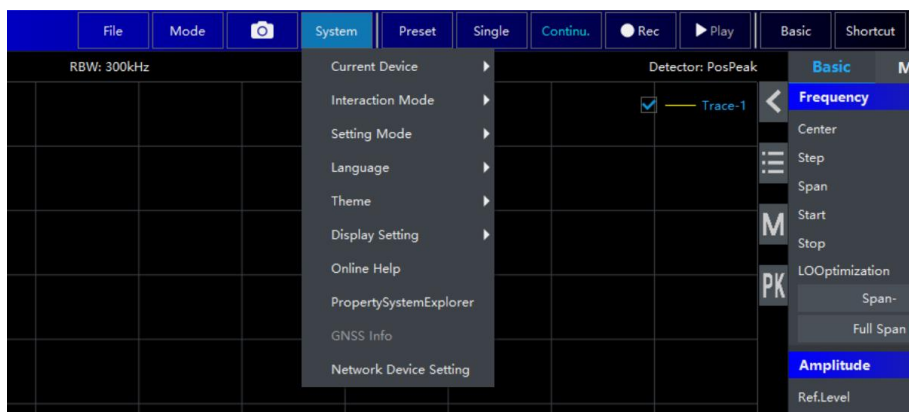 File Mode System Preset Single Continu. Rec Play Basic Shortcut
RBW: 300kHz
Detector: PosPeak
Trace-1
Current Device
Interaction Mode
Setting Mode
Language
Theme
Display Setting
Online Help
PropertySystemExplorer
GNSS Info
Network Device Setting
M
PK
Basic
Frequency
Center
Step
Span
Start
Stop
LOOptimization
Span-
Full Span
Amplitude
Ref.Level